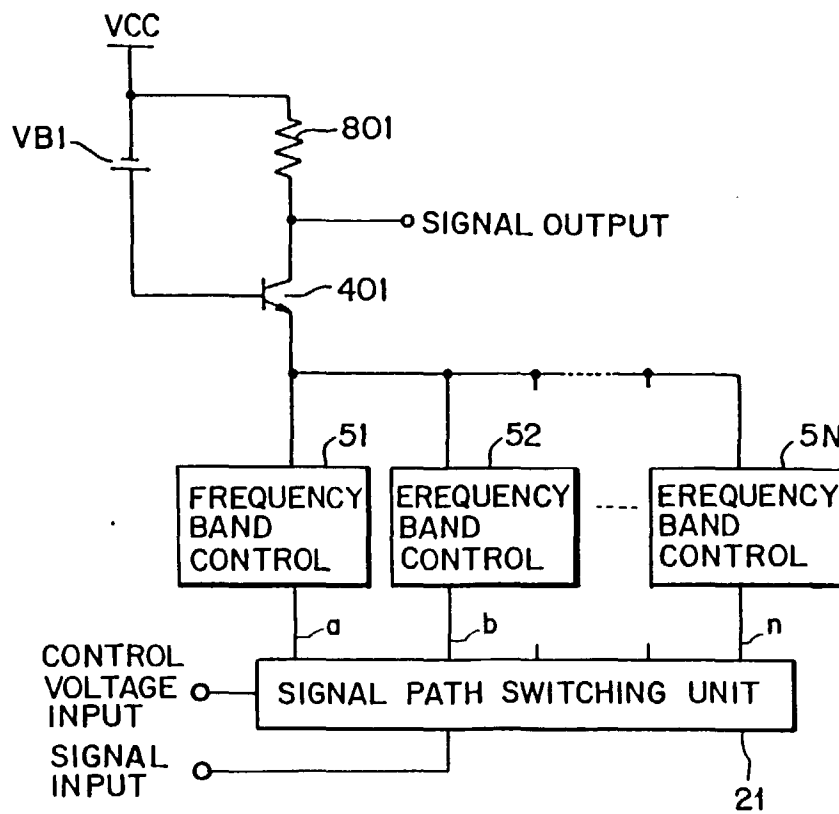 VCC
VB1
801
SIGNAL OUTPUT
401
51
52
5N
FREQUENCY
BAND
CONTROL
EREQUENCY
BAND
CONTROL
EREQUENCY
BAND
CONTROL
a
b
n
CONTROL
VOLTAGE
INPUT
SIGNAL PATH SWITCHING UNIT
SIGNAL
INPUT
21